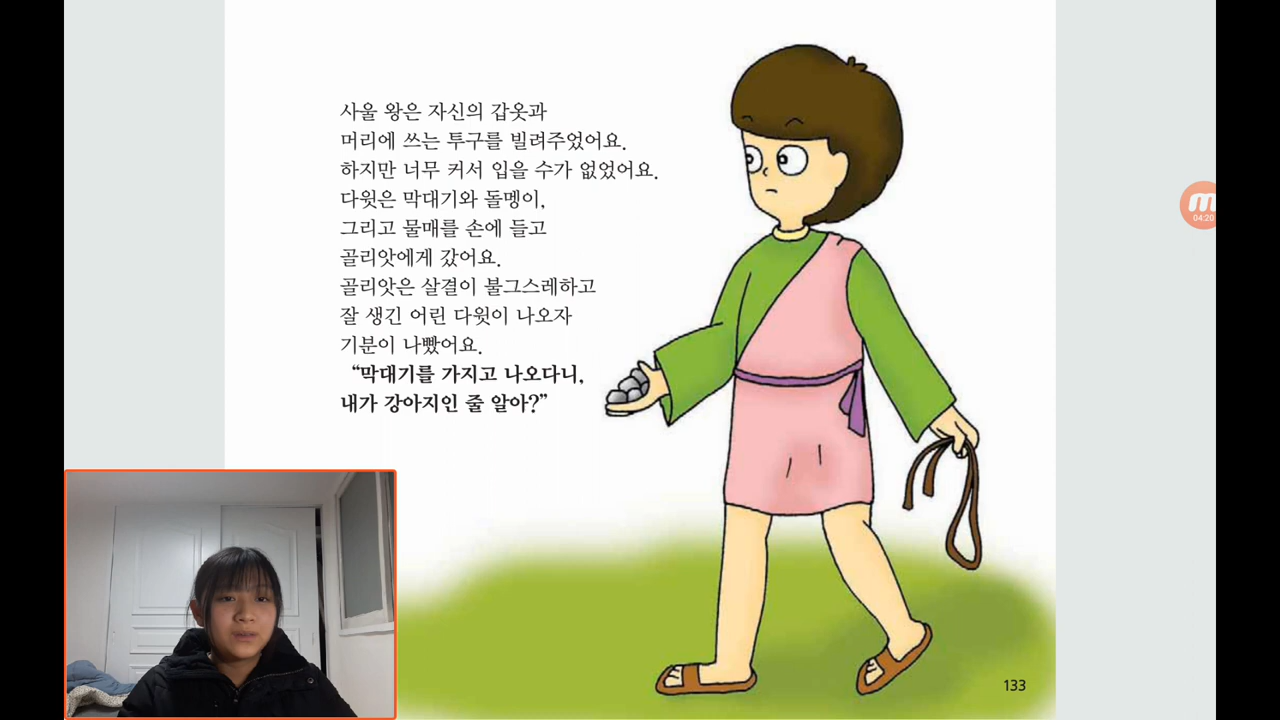 사울 왕은 자신의 갑옷과
머리에 쓰는 투구를 빌려주었어요.
하지만 너무 커서 입을 수가 없었어요.
다윗은 막대기와 돌멩이,
그리고 물매를 손에 들고
골리앗에게 갔어요.
골리앗은 살결이 불그스레하고
잘 생긴 어린 다윗이 나오자
기분이 나빴어요.
“막대기를 가지고 나오다니,
내가 강아지인 줄 알아?”
04:20
133